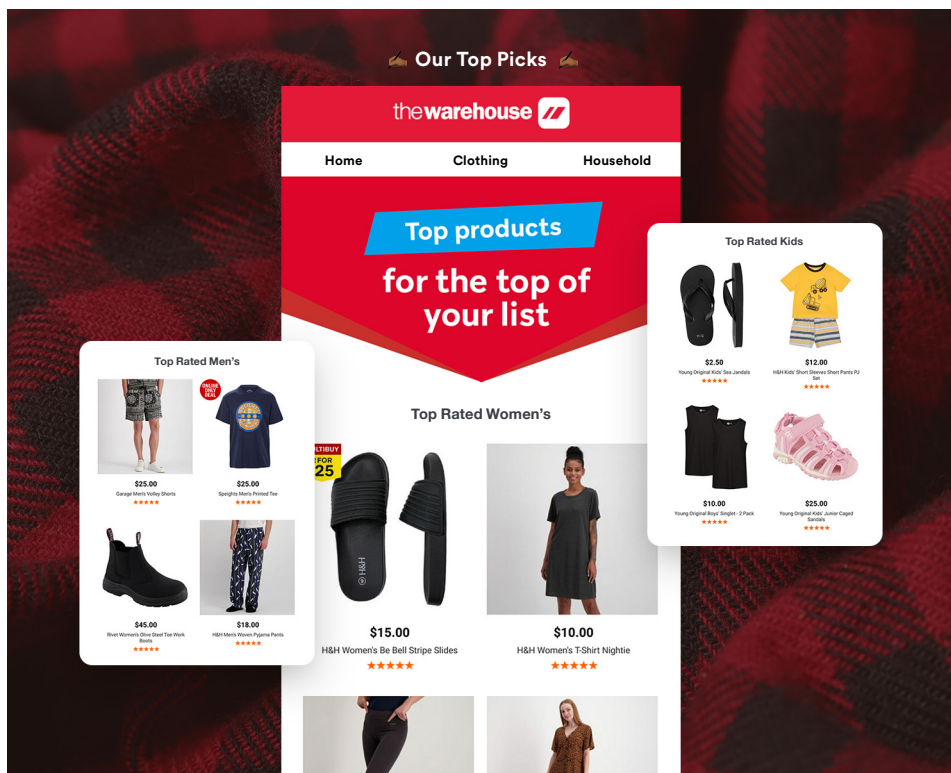 Our Top Picks
thewarehouse
Home Clothing Household
Top products
for the top of
your list
Top Rated Women's
LTIBUY
FOR
25
H&H
$15.00
H&H Women's Be Bell Stripe Slides
$10.00
H&H Women's T-Shirt Nightie
Top Rated Men's
$25.00
Garage Men's Volley Shorts
ONLINE
ONLY
DEAL
$25.00
Speights Men's Printed Tee
$45.00
Rivet Women's Olive Steel Toe Work
Boots
$18.00
H&H Men's Woven Pyjama Pants
Top Rated Kids
$2.50
Young Original Kids' Sea Jandals
$12.00
H&H Kids' Short Sleeves Short Pants PJ
Set
$10.00
Young Original Boys' Singlet - 2 Pack
$25.00
Young Original Kids' Junior Caged
Sandals